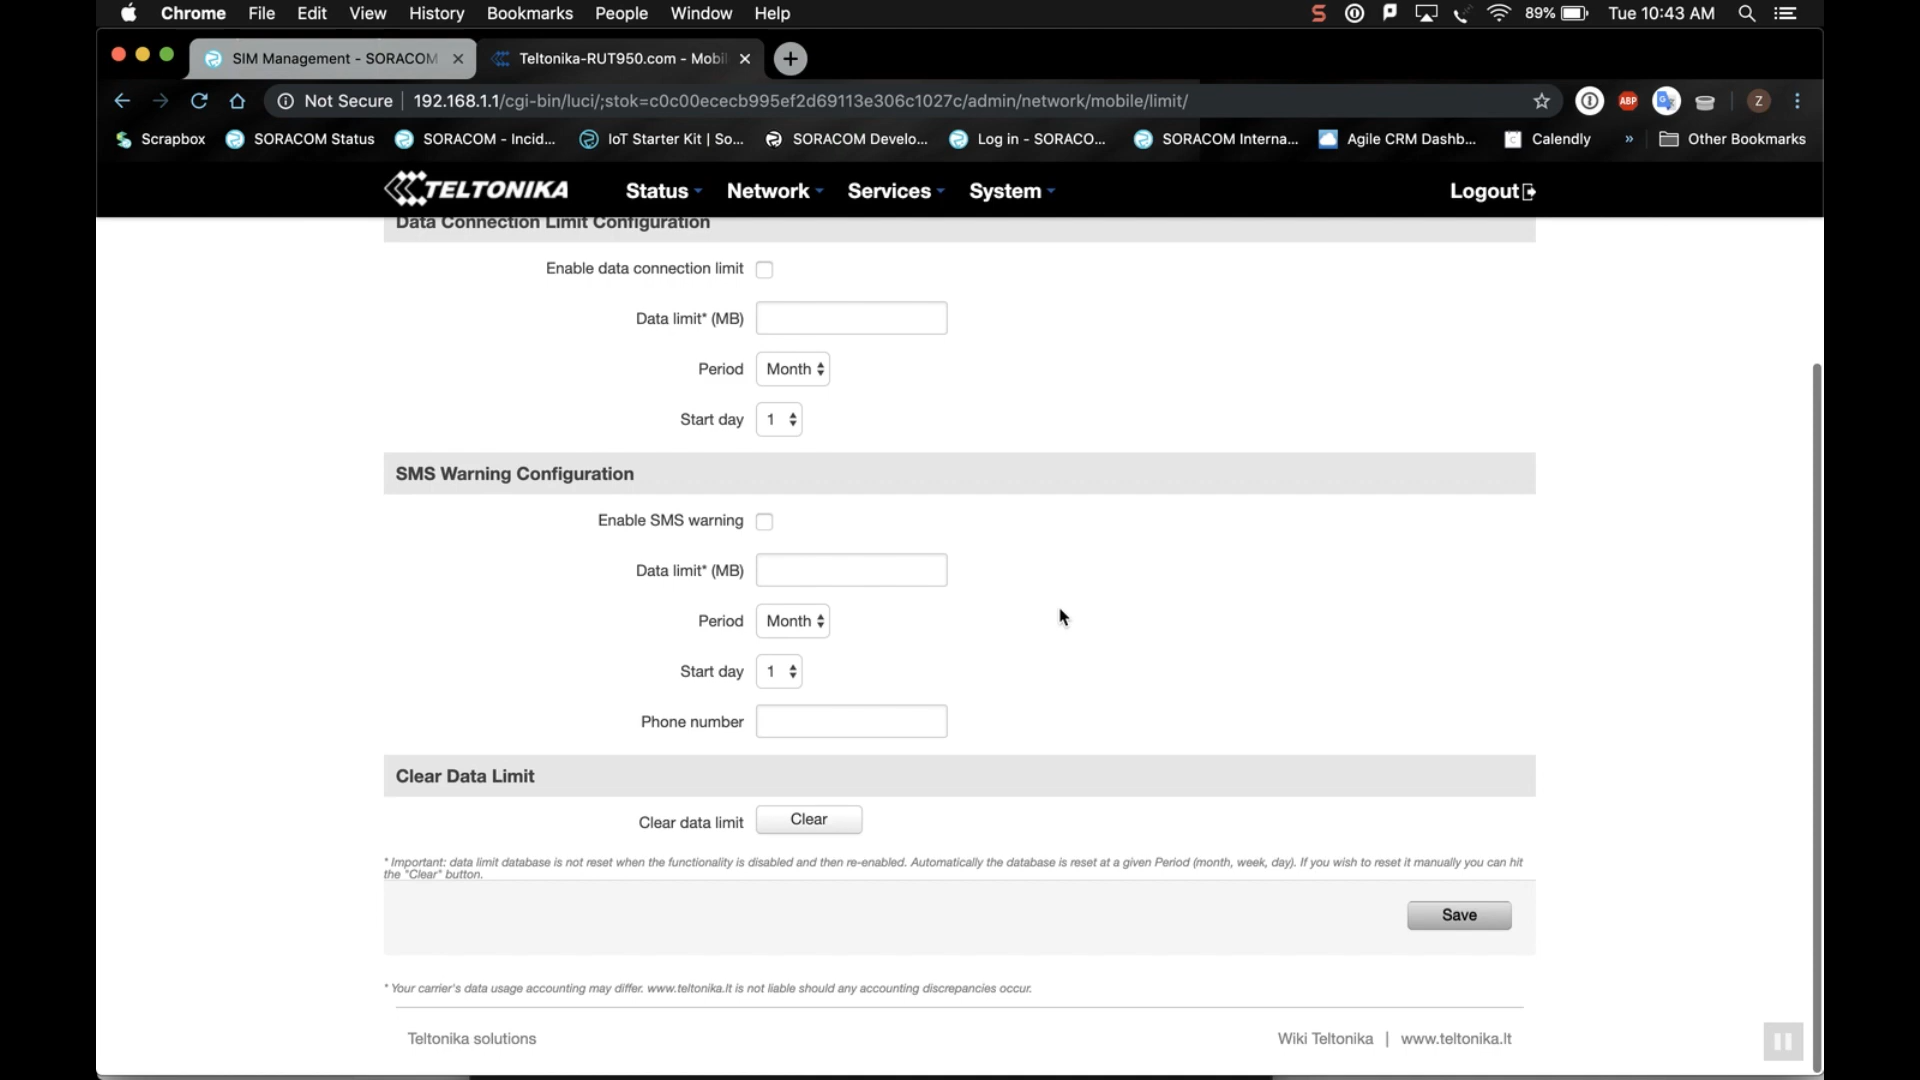 Chrome File Edit View History Bookmarks People Window Help 89% Tue 10:43 AM
SIM Management - SORACOM Teltonika-RUT950.com - Mobil
Not Secure 192.168.1.1/cgi-bin/luci/;stok=c0c00ececb995ef2d69113e306c1027c/admin/network/mobile/limit/ ABP Z
Scrapbox SORACOM Status SORACOM - Incid... IoT Starter Kit | So... SORACOM Develo... Log in - SORACO... SORACOM Interna... Agile CRM Dashb... Calendly » Other Bookmarks
TELTONIKA Status Network Services System Logout
Data Connection Limit Configuration
Enable data connection limit
Data limit* (MB)
Period Month
Start day 1
SMS Warning Configuration
Enable SMS warning
Data limit* (MB)
Period Month
Start day 1
Phone number
Clear Data Limit
Clear data limit Clear
* Important: data limit database is not reset when the functionality is disabled and then re-enabled. Automatically the database is reset at a given Period (month, week, day). If you wish to reset it manually you can hit
the "Clear" button.
Save
* Your carrier's data usage accounting may differ. www.teltonika.lt is not liable should any accounting discrepancies occur.
Teltonika solutions Wiki Teltonika | www.teltonika.lt